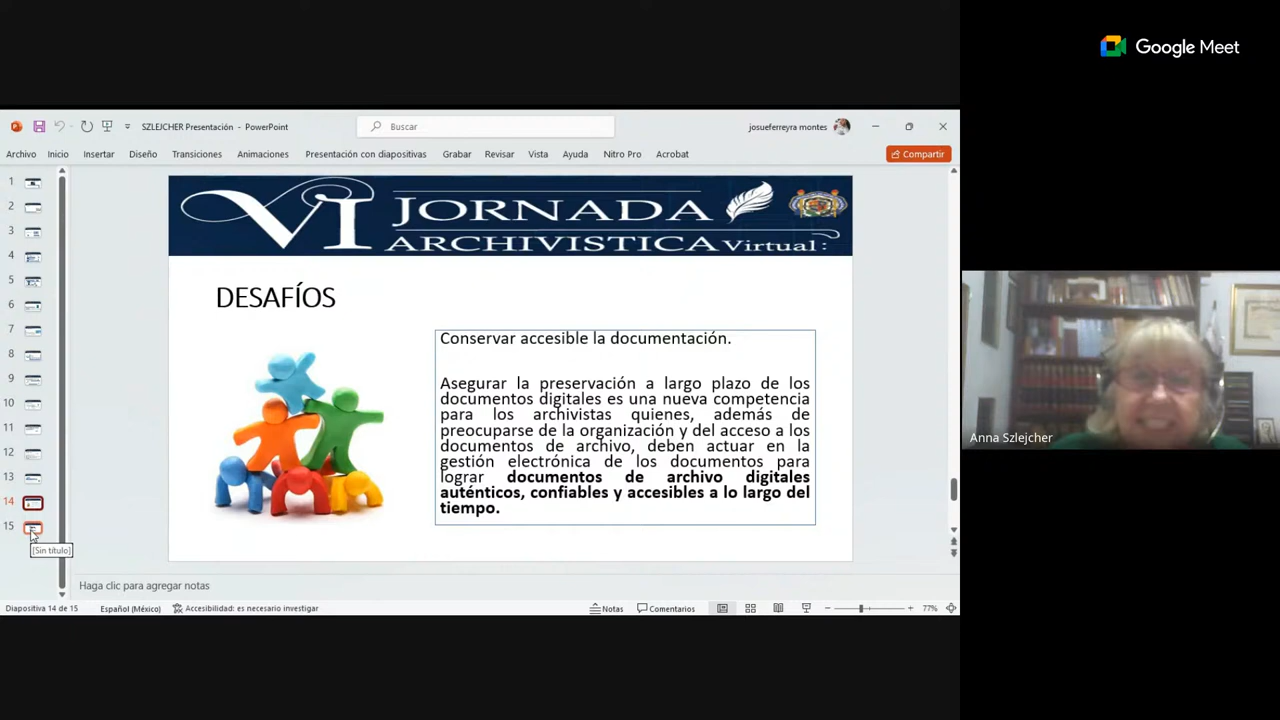 Google Meet
SZLEJCHER Presentación - PowerPoint
Buscar
josueferreyra montes
Archivo Inicio Insertar Diseño Transiciones Animaciones Presentación con diapositivas Grabar Revisar Vista Ayuda Nitro Pro Acrobat Compartir
1
2
3
4
5
6
7
8
9
10
11
12
13
14
15
[Sin título]
VI JORNADA
ARCHIVISTICA Virtual:
DESAFÍOS
Conservar accesible la documentación.
Asegurar la preservación a largo plazo de los
documentos digitales es una nueva competencia
para los archivistas quienes, además de
preocuparse de la organización y del acceso a los
documentos de archivo, deben actuar en la
gestión electrónica de los documentos para
lograr documentos de archivo digitales
auténticos, confiables y accesibles a lo largo del
tiempo.
Anna Szlejcher
Haga clic para agregar notas
Diapositiva 14 de 15 Español (México) Accesibilidad: es necesario investigar Notas Comentarios 77%